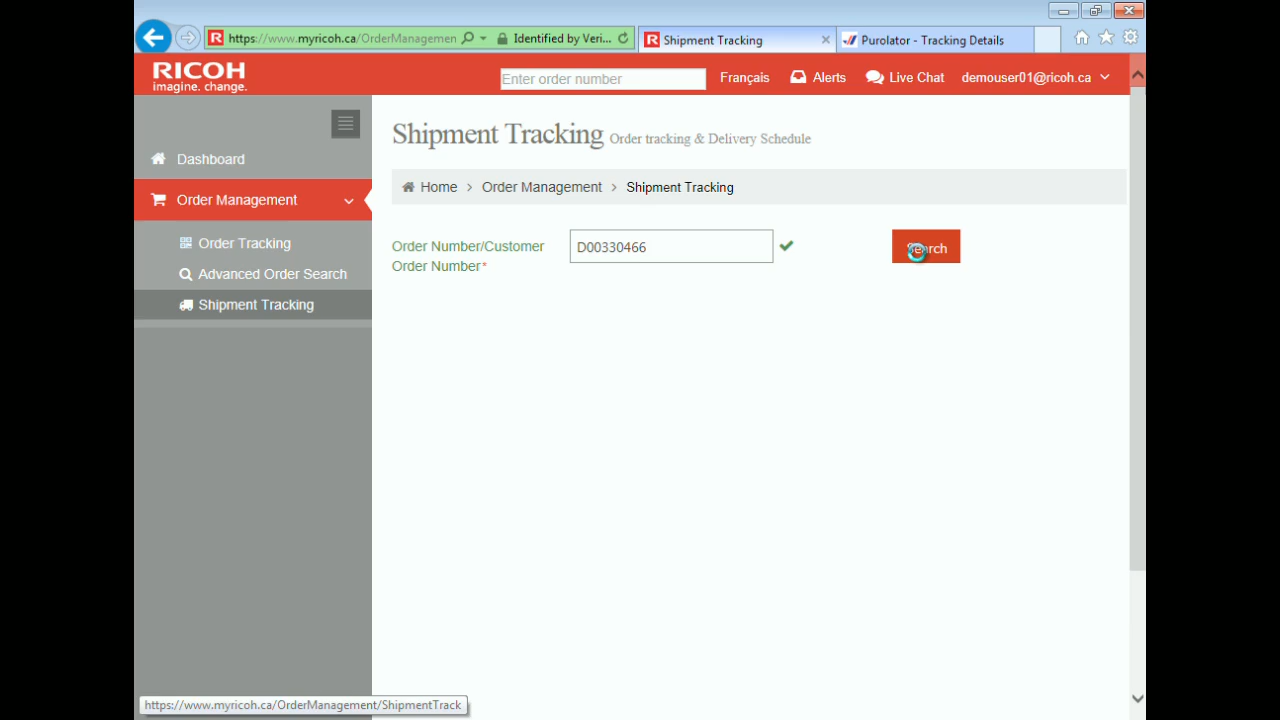 https://www.myricoh.ca/OrderManagemen
Identified by Veri...
Shipment Tracking
Purolator - Tracking Details
RICOH
imagine. change.
Enter order number
Français
Alerts
Live Chat
demouser01@ricoh.ca
Shipment Tracking Order tracking & Delivery Schedule
Dashboard
Home > Order Management > Shipment Tracking
Order Management
Order Number/Customer
Order Number*
D00330466
Search
Order Tracking
Advanced Order Search
Shipment Tracking
https://www.myricoh.ca/OrderManagement/ShipmentTrack